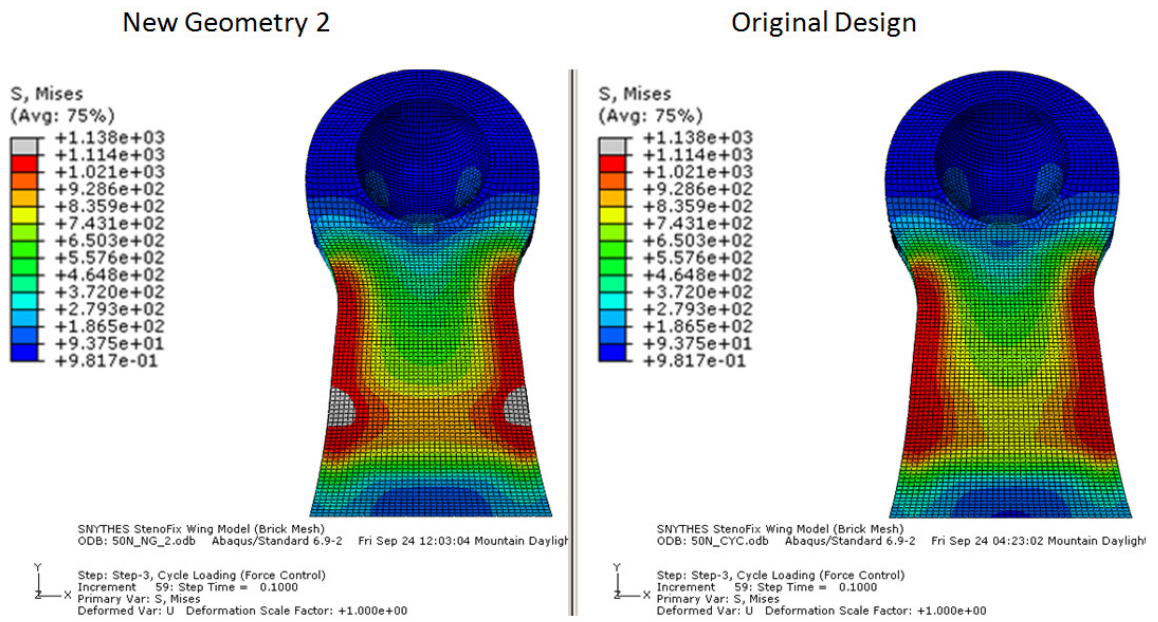 New Geometry 2
Original Design
S, Mises
(Avg: 75%)
+1.138e+03
+1.114e+03
+1.021e+03
+9.286e+02
+8.359e+02
+7.431e+02
+6.503e+02
+5.576e+02
+4.648e+02
+3.720e+02
+2.793e+02
+1.865e+02
+9.375e+01
+9.817e-01
SNYTHES StenoFix Wing Model (Brick Mesh)
ODB: 50N_NG_2.odb Abaqus/Standard 6.9-2 Fri Sep 24 12:03:04 Mountain Dayligh
Y
Z X
Step: Step-3, Cycle Loading (Force Control)
Increment 59: Step Time = 0.1000
Primary Var: S, Mises
Deformed Var: U Deformation Scale Factor: +1.000e+00
S, Mises
(Avg: 75%)
+1.138e+03
+1.114e+03
+1.021e+03
+9.286e+02
+8.359e+02
+7.431e+02
+6.503e+02
+5.576e+02
+4.648e+02
+3.720e+02
+2.793e+02
+1.865e+02
+9.375e+01
+9.817e-01
SNYTHES StenoFix Wing Model (Brick Mesh)
ODB: 50N_CYC.odb Abaqus/Standard 6.9-2 Fri Sep 24 04:23:02 Mountain Dayligh
Y
Z X
Step: Step-3, Cycle Loading (Force Control)
Increment 59: Step Time = 0.1000
Primary Var: S, Mises
Deformed Var: U Deformation Scale Factor: +1.000e+00